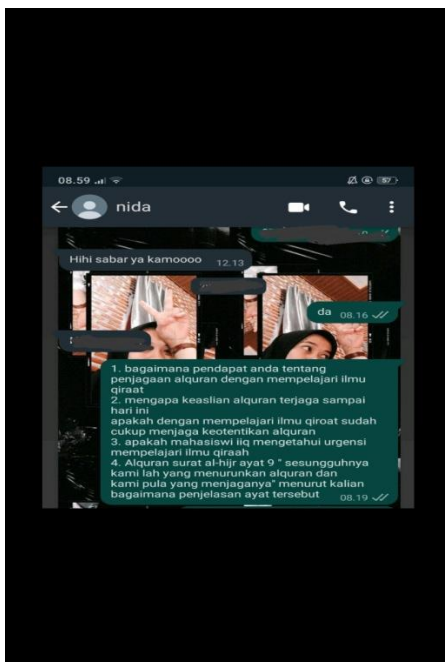 08.59
57
nida
Hihi sabar ya kamoooo 12.13
da 08.16
1. bagaimana pendapat anda tentang
penjagaan alquran dengan mempelajari ilmu
qiraat
2. mengapa keaslian alquran terjaga sampai
hari ini
apakah dengan mempelajari ilmu qiroat sudah
cukup menjaga keotentikan alquran
3. apakah mahasiswi iiq mengetahui urgensi
mempelajari ilmu qiraah
4. Alquran surat al-hijr ayat 9 " sesungguhnya
kami lah yang menurunkan alquran dan
kami pula yang menjaganya" menurut kalian
bagaimana penjelasan ayat tersebut 08.19